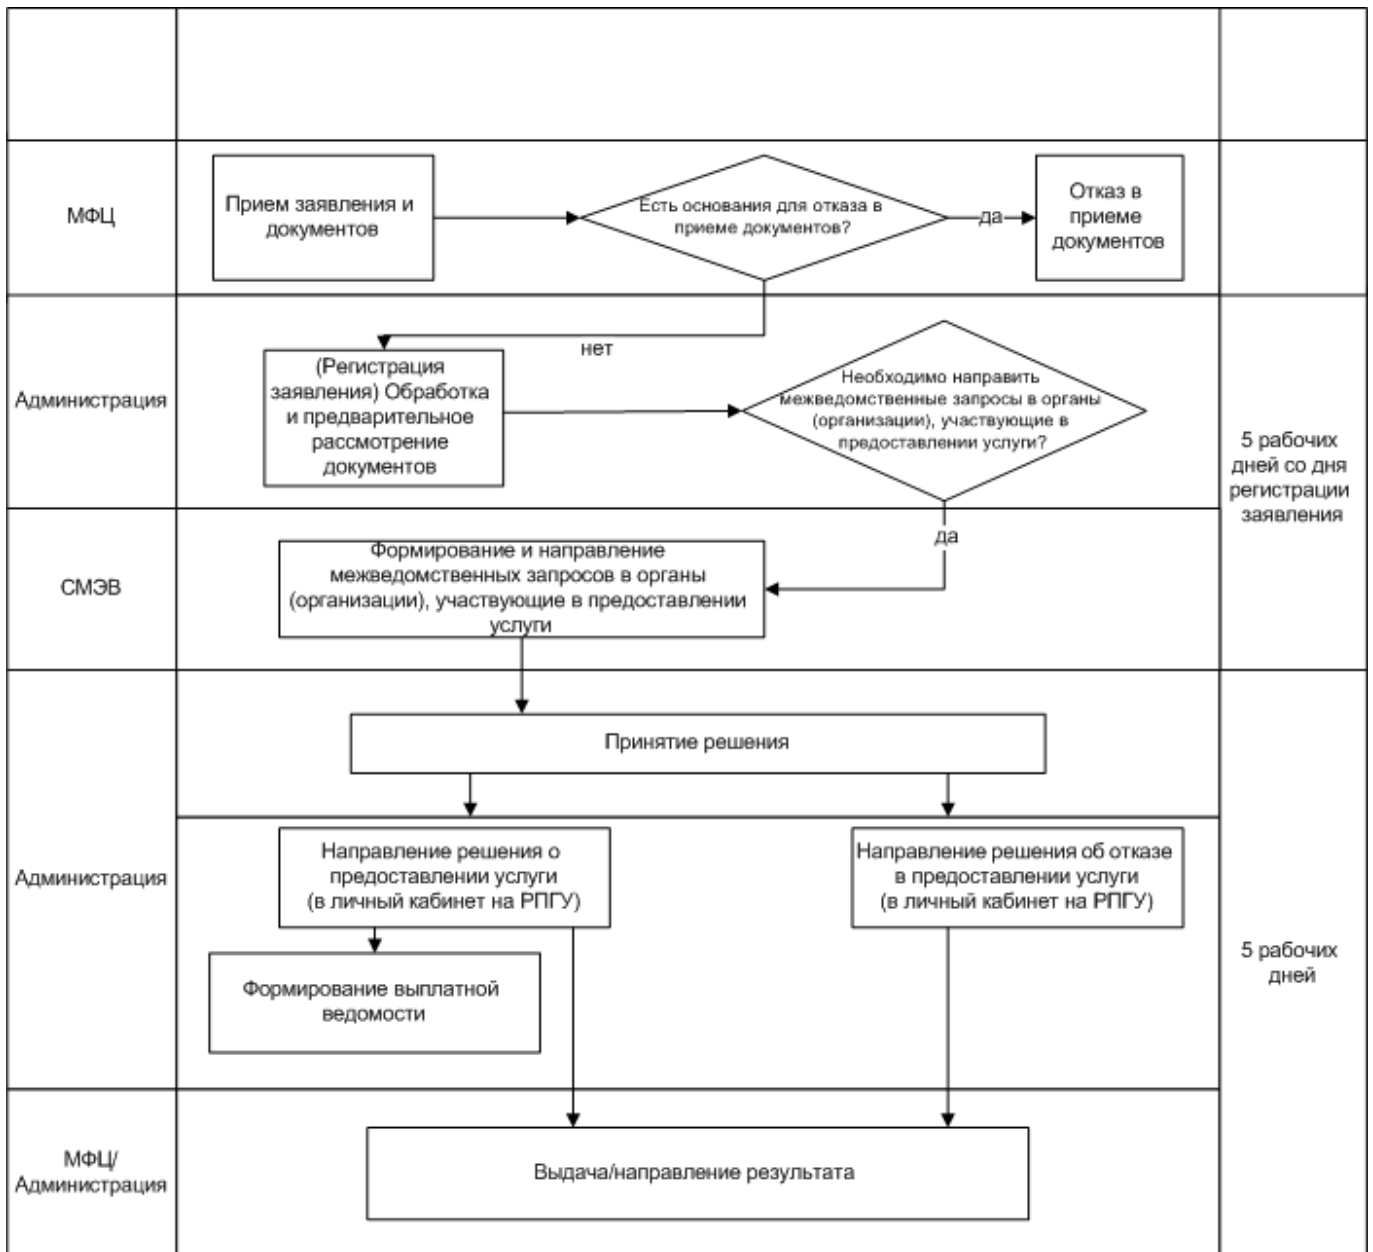 МФЦ
Прием заявления и
документов
Есть основания для отказа в
приеме документов?
да
Отказ в
приеме
документов
нет
Администрация
(Регистрация
заявления) Обработка
и предварительное
рассмотрение
документов
Необходимо направить
межведомственные запросы в органы
(организации), участвующие в
предоставлении услуги?
5 рабочих
дней со дня
регистрации
заявления
да
СМЭВ
Формирование и направление
межведомственных запросов в органы
(организации), участвующие в предоставлении
услуги
Принятие решения
Администрация
Направление решения о
предоставлении услуги
(в личный кабинет на РПГУ)
Направление решения об отказе
в предоставлении услуги
(в личный кабинет на РПГУ)
Формирование выплатной
ведомости
5 рабочих
дней
МФЦ/
Администрация
Выдача/направление результата